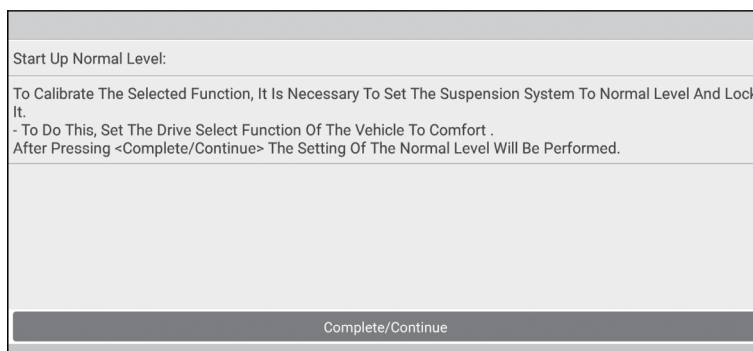 Start Up Normal Level:
To Calibrate The Selected Function, It Is Necessary To Set The Suspension System To Normal Level And Lock
It.
- To Do This, Set The Drive Select Function Of The Vehicle To Comfort .
After Pressing <Complete/Continue> The Setting Of The Normal Level Will Be Performed.
Complete/Continue